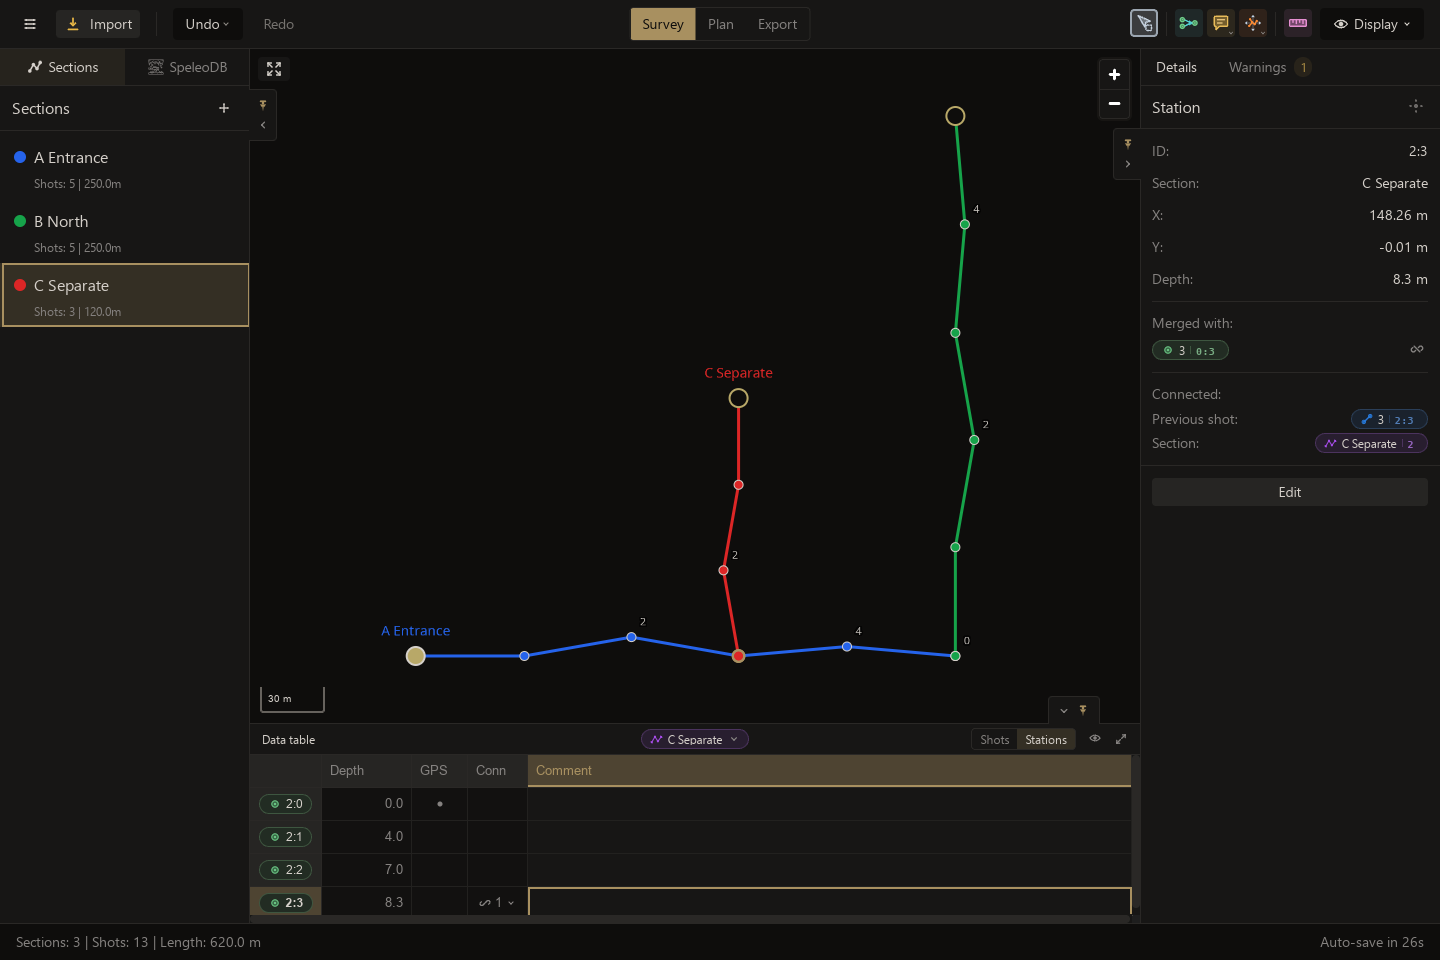 Import
Undo
Redo
Survey
Plan
Export
Display
Sections
SpeleoDB
Sections
A Entrance
Shots: 5 | 250.0m
B North
Shots: 5 | 250.0m
C Separate
Shots: 3 | 120.0m
4
2
C Separate
2
A Entrance
2
4
0
30 m
Details
Warnings 1
Station
ID: 2:3
Section: C Separate
X: 148.26 m
Y: -0.01 m
Depth: 8.3 m
Merged with:
3 | 0:3
Connected:
Previous shot: 3 | 2:3
Section: C Separate | 2
Edit
Data table
C Separate
Shots
Stations
Depth GPS Conn Comment
2:0 0.0 •
2:1 4.0
2:2 7.0
2:3 8.3 1
Sections: 3 | Shots: 13 | Length: 620.0 m
Auto-save in 26s